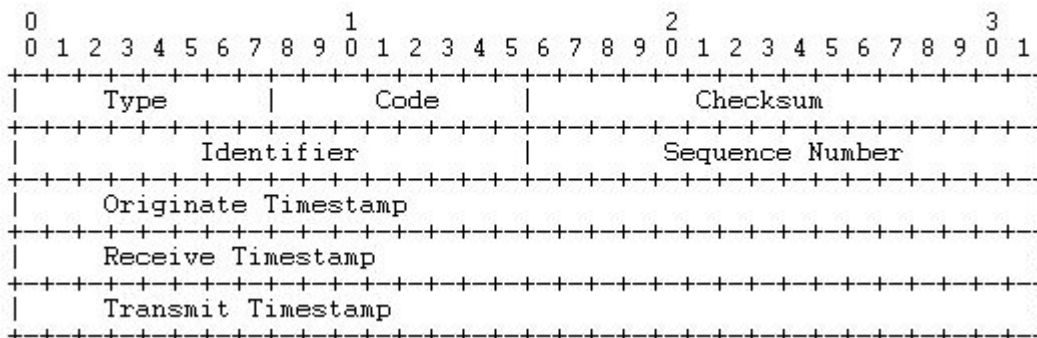 0                   1                   2                   3
0 1 2 3 4 5 6 7 8 9 0 1 2 3 4 5 6 7 8 9 0 1 2 3 4 5 6 7 8 9 0 1
+-+-+-+-+-+-+-+-+-+-+-+-+-+-+-+-+-+-+-+-+-+-+-+-+-+-+-+-+-+-+-+-
|     Type      |      Code     |          Checksum
+-+-+-+-+-+-+-+-+-+-+-+-+-+-+-+-+-+-+-+-+-+-+-+-+-+-+-+-+-+-+-+-
|           Identifier          |        Sequence Number
+-+-+-+-+-+-+-+-+-+-+-+-+-+-+-+-+-+-+-+-+-+-+-+-+-+-+-+-+-+-+-+-
|     Originate Timestamp
+-+-+-+-+-+-+-+-+-+-+-+-+-+-+-+-+-+-+-+-+-+-+-+-+-+-+-+-+-+-+-+-
|     Receive Timestamp
+-+-+-+-+-+-+-+-+-+-+-+-+-+-+-+-+-+-+-+-+-+-+-+-+-+-+-+-+-+-+-+-
|     Transmit Timestamp
+-+-+-+-+-+-+-+-+-+-+-+-+-+-+-+-+-+-+-+-+-+-+-+-+-+-+-+-+-+-+-+-